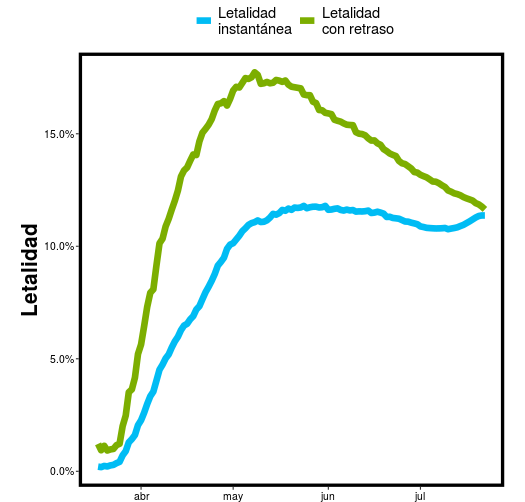 Letalidad
instantánea
Letalidad
con retraso
Letalidad
15.0%
10.0%
5.0%
0.0%
abr may jun jul